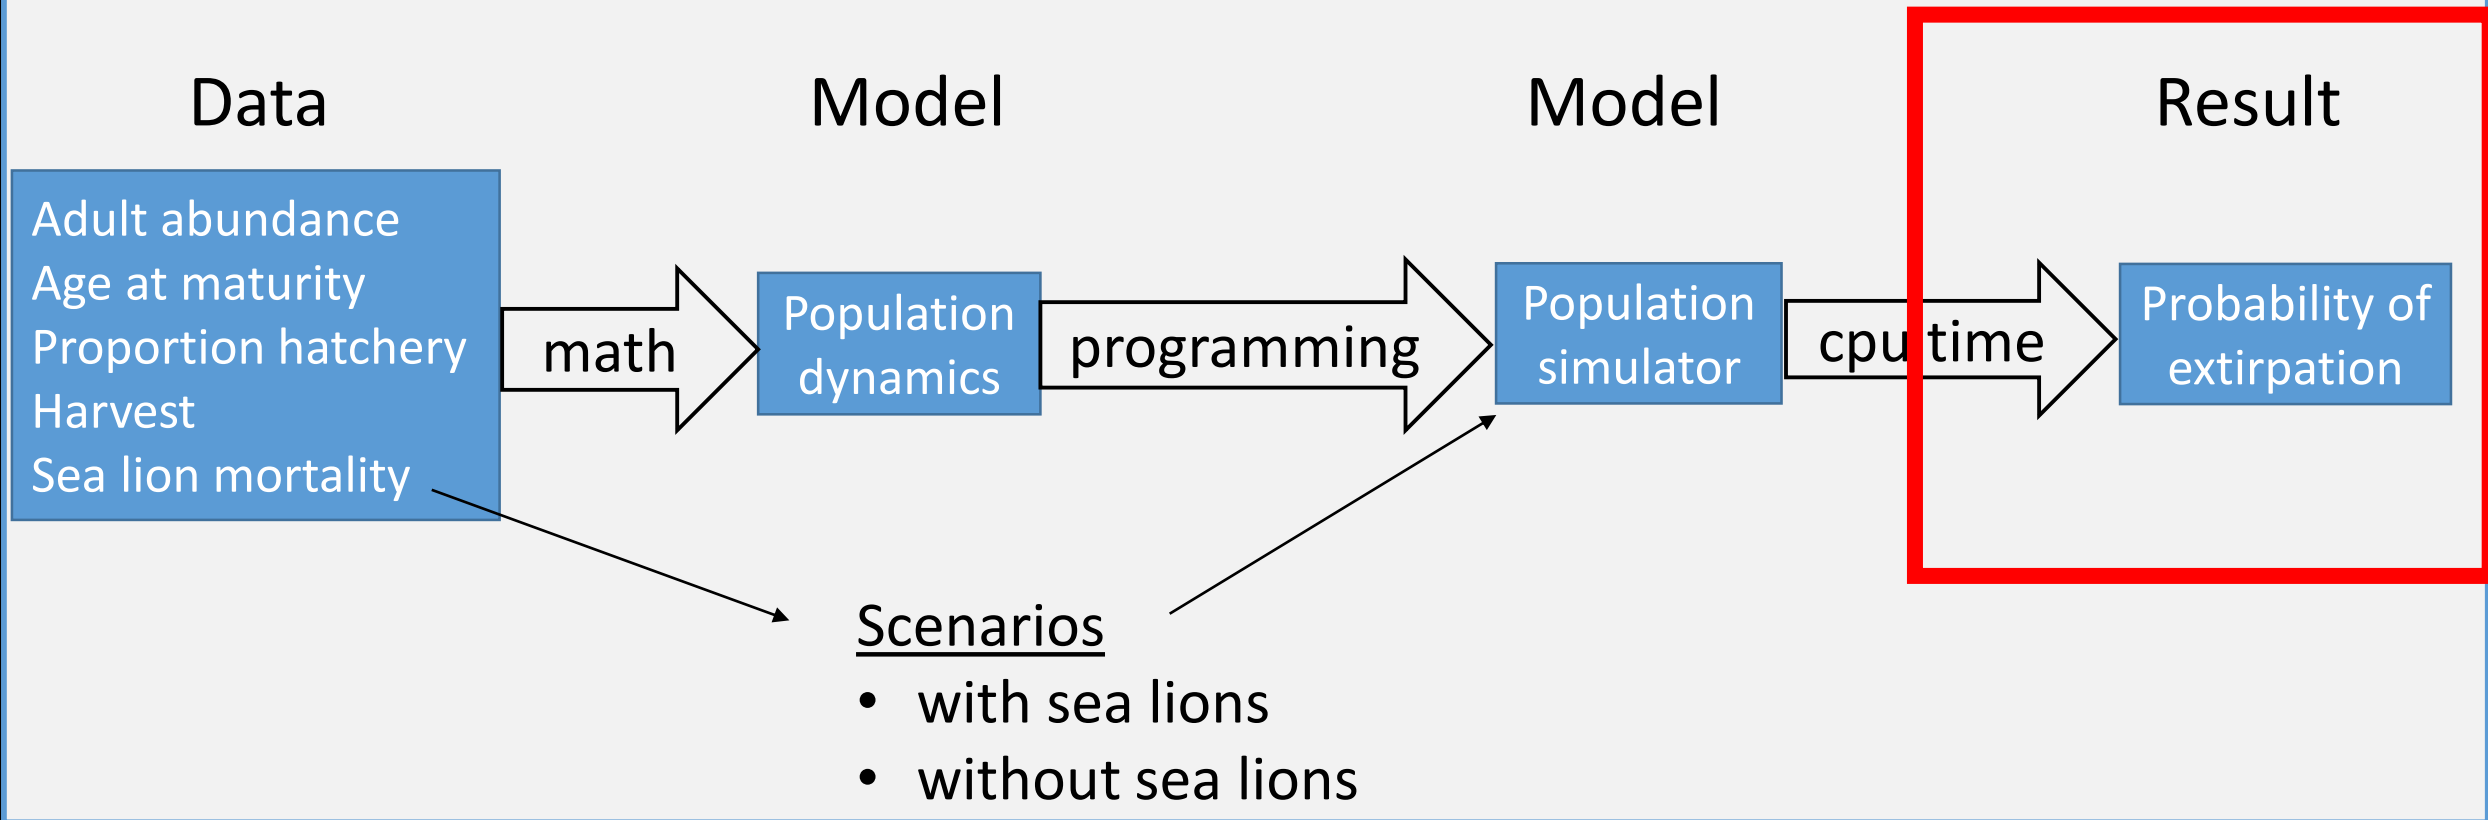 Data
Model
Model
Result
Adult abundance
Age at maturity
Proportion hatchery
Harvest
Sea lion mortality
math
Population
dynamics
programming
Population
simulator
cpu time
Probability of
extirpation
Scenarios
• with sea lions
• without sea lions